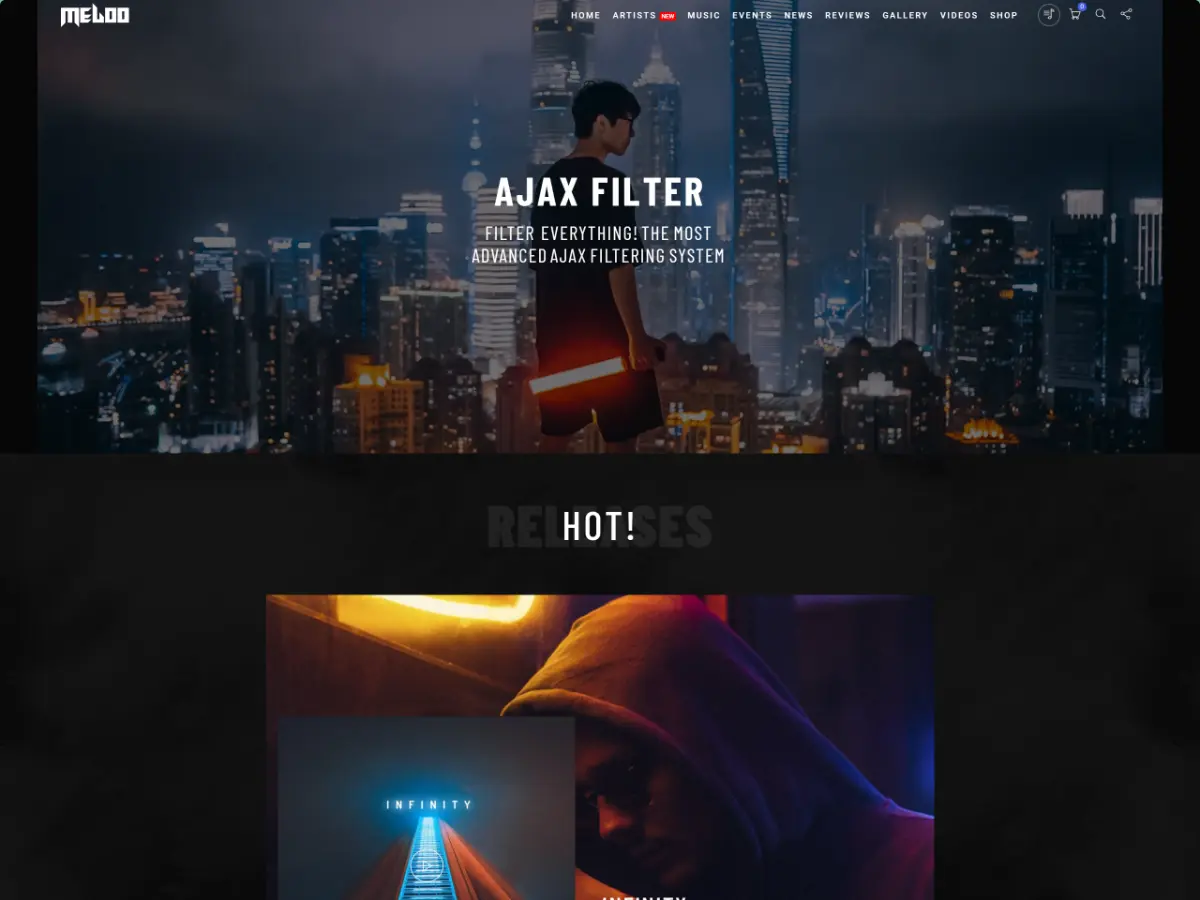 MELOO
HOME ARTISTS NEW MUSIC EVENTS NEWS REVIEWS GALLERY VIDEOS SHOP
0
AJAX FILTER
FILTER EVERYTHING! THE MOST
ADVANCED AJAX FILTERING SYSTEM
RELEASES
HOT!
INFINITY
INFINITY